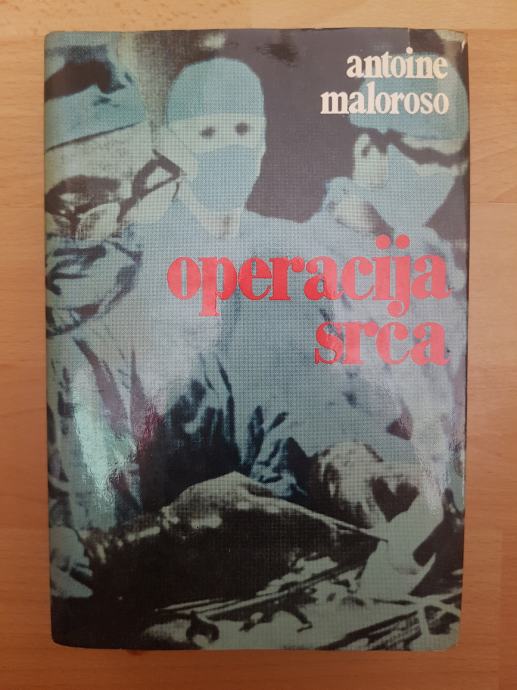 antoine
maloroso
operacija
srca